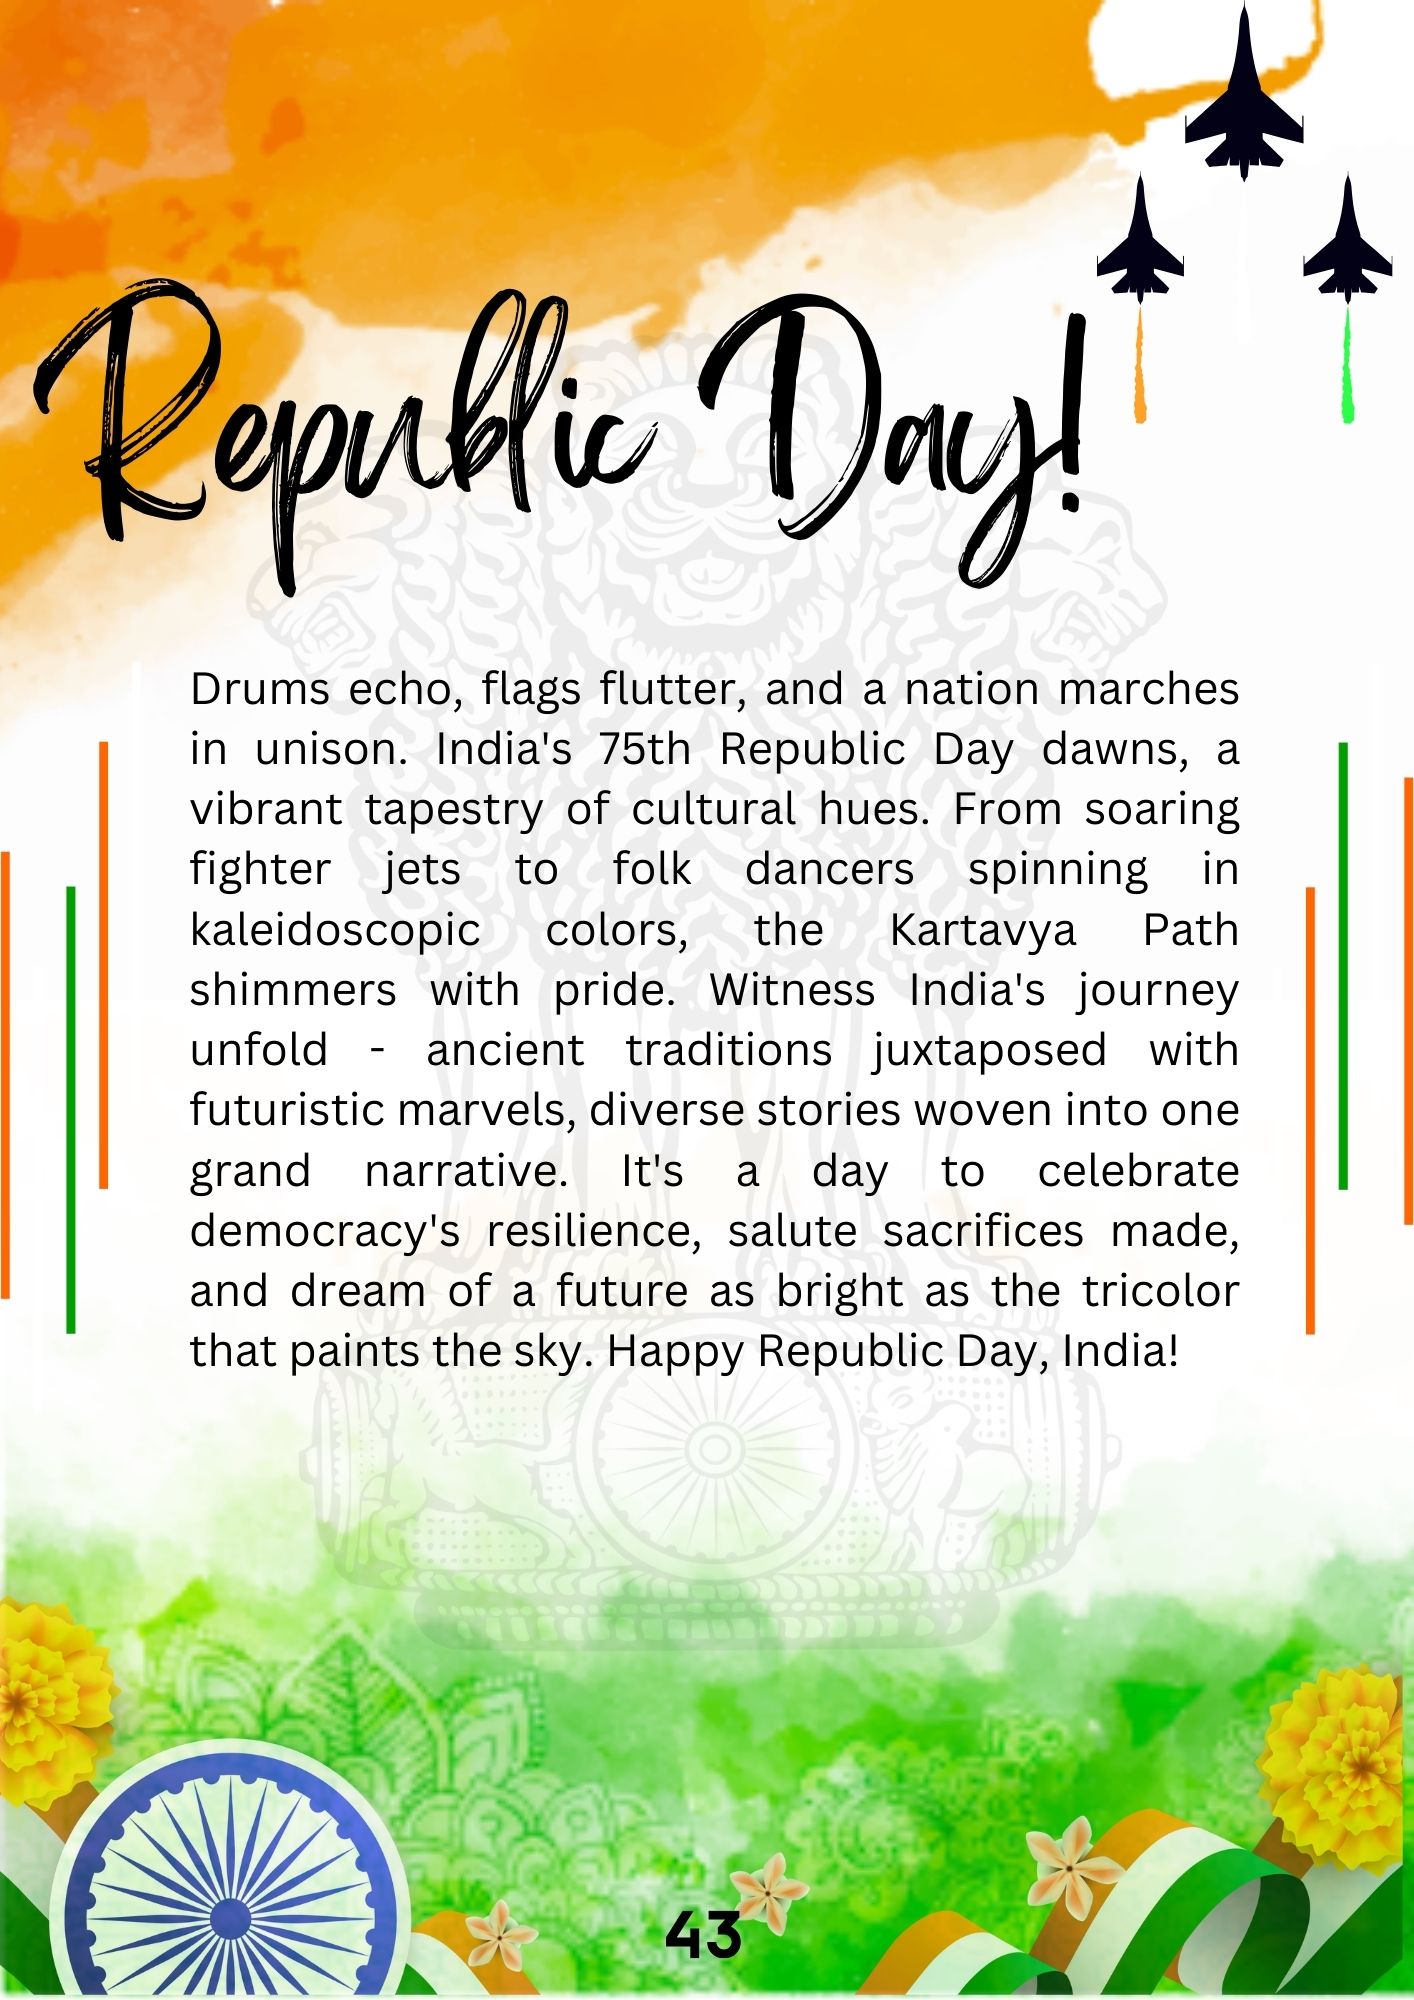 Republic Day!
Drums echo, flags flutter, and a nation marches
in unison. India's 75th Republic Day dawns, a
vibrant tapestry of cultural hues. From soaring
fighter jets to folk dancers spinning in
kaleidoscopic colors, the Kartavya Path
shimmers with pride. Witness India's journey
unfold - ancient traditions juxtaposed with
futuristic marvels, diverse stories woven into one
grand narrative. It's a day to celebrate
democracy's resilience, salute sacrifices made,
and dream of a future as bright as the tricolor
that paints the sky. Happy Republic Day, India!
43